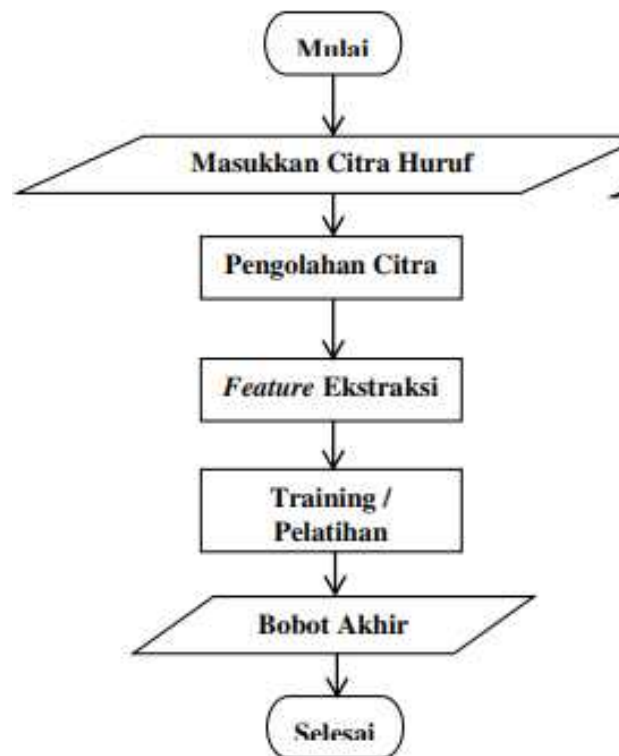 Mulai
Masukkan Citra Huruf
Pengolahan Citra
Feature Ekstraksi
Training /
Pelatihan
Bobot Akhir
Selesai